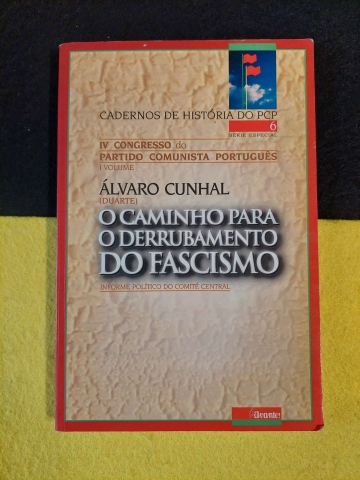 CADERNOS DE HISTÓRIA DO PCP
6
SÉRIE ESPECIAL
IV CONGRESSO do
PARTIDO COMUNISTA PORTUGUÊS
I VOLUME
ÁLVARO CUNHAL
(DUARTE)
O CAMINHO PARA
O DERRUBAMENTO
DO FASCISMO
INFORME POLÍTICO DO COMITÉ CENTRAL
Avante!